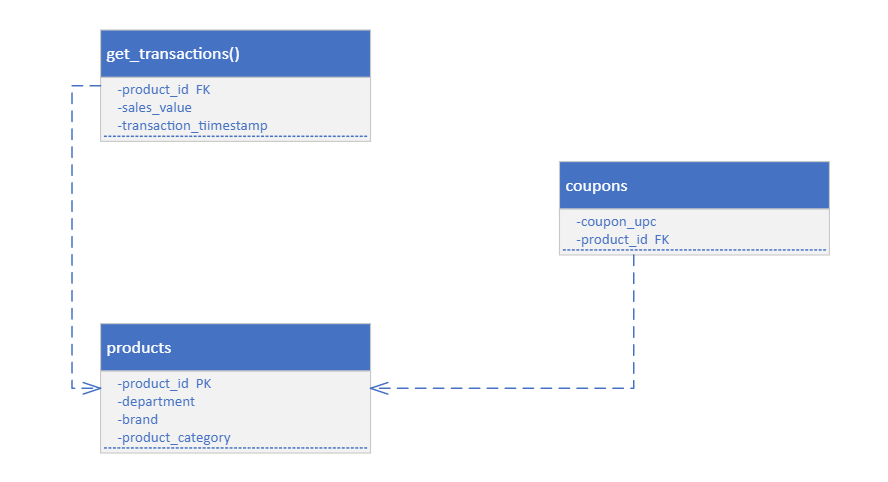 get_transactions()
-product_id FK
-sales_value
-transaction_tiimestamp
coupons
-coupon_upc
-product_id FK
products
-product_id PK
-department
-brand
-product_category